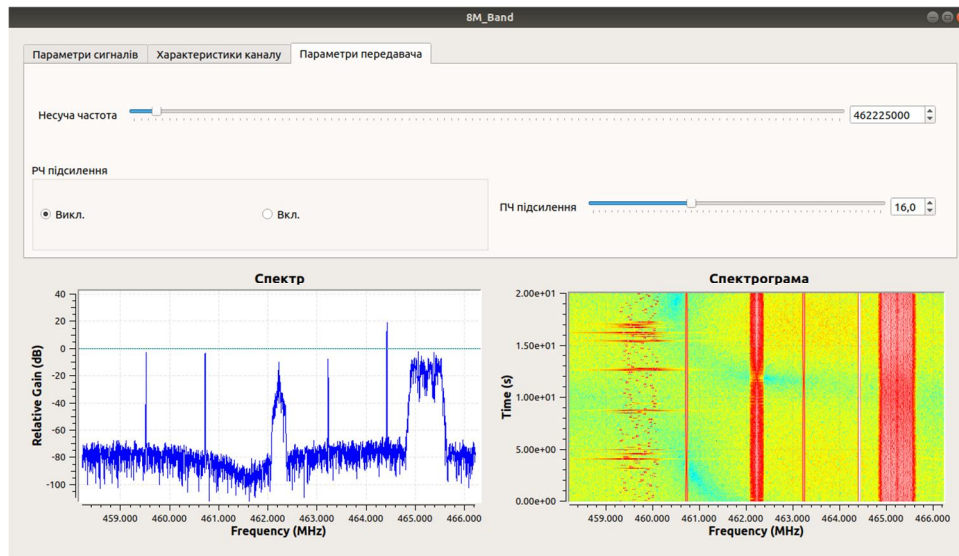 8M_Band
Параметри сигналів Характеристики каналу Параметри передавача
Несуча частота 462225000
РЧ підсилення
Викл. Вкл. ПЧ підсилення 16,0
Спектр Спектрограма
40
20
0
-20
-40
-60
-80
-100
Relative Gain (dB)
459.000 460.000 461.000 462.000 463.000 464.000 465.000 466.000
Frequency (MHz)
2.00e+01
1.50e+01
1.00e+01
5.00e+00
0.00e+00
Time (s)
459.000 460.000 461.000 462.000 463.000 464.000 465.000 466.000
Frequency (MHz)